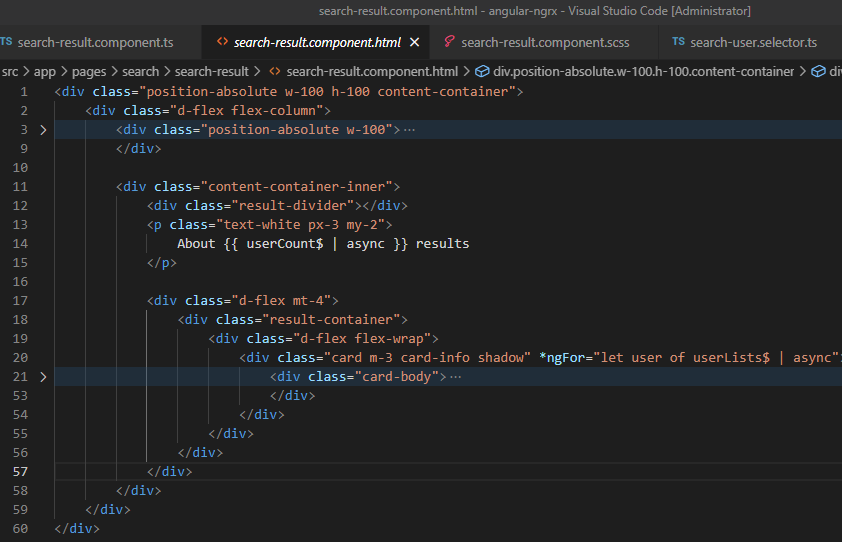 search-result.component.html - angular-ngrx - Visual Studio Code [Administrator]
TS search-result.component.ts <> search-result.component.html × search-result.component.scss TS search-user.selector.ts
src > app > pages > search > search-result > <> search-result.component.html > div.position-absolute.w-100.h-100.content-container > div
1 <div class="position-absolute w-100 h-100 content-container">
2 <div class="d-flex flex-column">
3 > <div class="position-absolute w-100">···
9 </div>
10
11 <div class="content-container-inner">
12 <div class="result-divider"></div>
13 <p class="text-white px-3 my-2">
14 About {{ userCount$ | async }} results
15 </p>
16
17 <div class="d-flex mt-4">
18 <div class="result-container">
19 <div class="d-flex flex-wrap">
20 <div class="card m-3 card-info shadow" *ngFor="let user of userLists$ | async">
21 > <div class="card-body">···
53 </div>
54 </div>
55 </div>
56 </div>
57 </div>
58 </div>
59 </div>
60 </div>